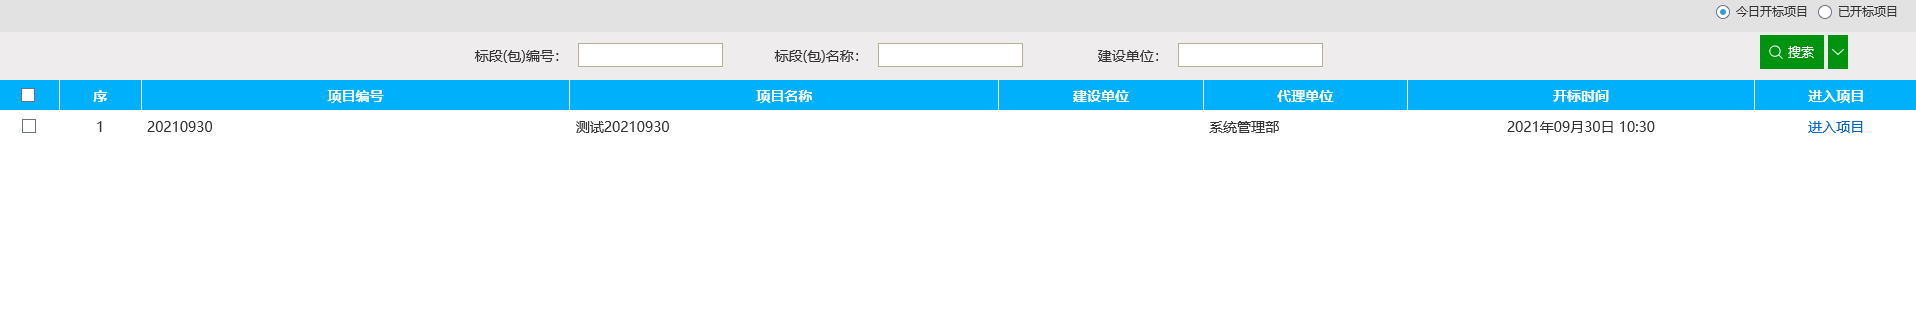 今日开标项目 已开标项目
标段(包)编号： 标段(包)名称： 建设单位： 搜索
序 项目编号 项目名称 建设单位 代理单位 开标时间 进入项目
1 20210930 测试20210930 系统管理部 2021年09月30日 10:30 进入项目